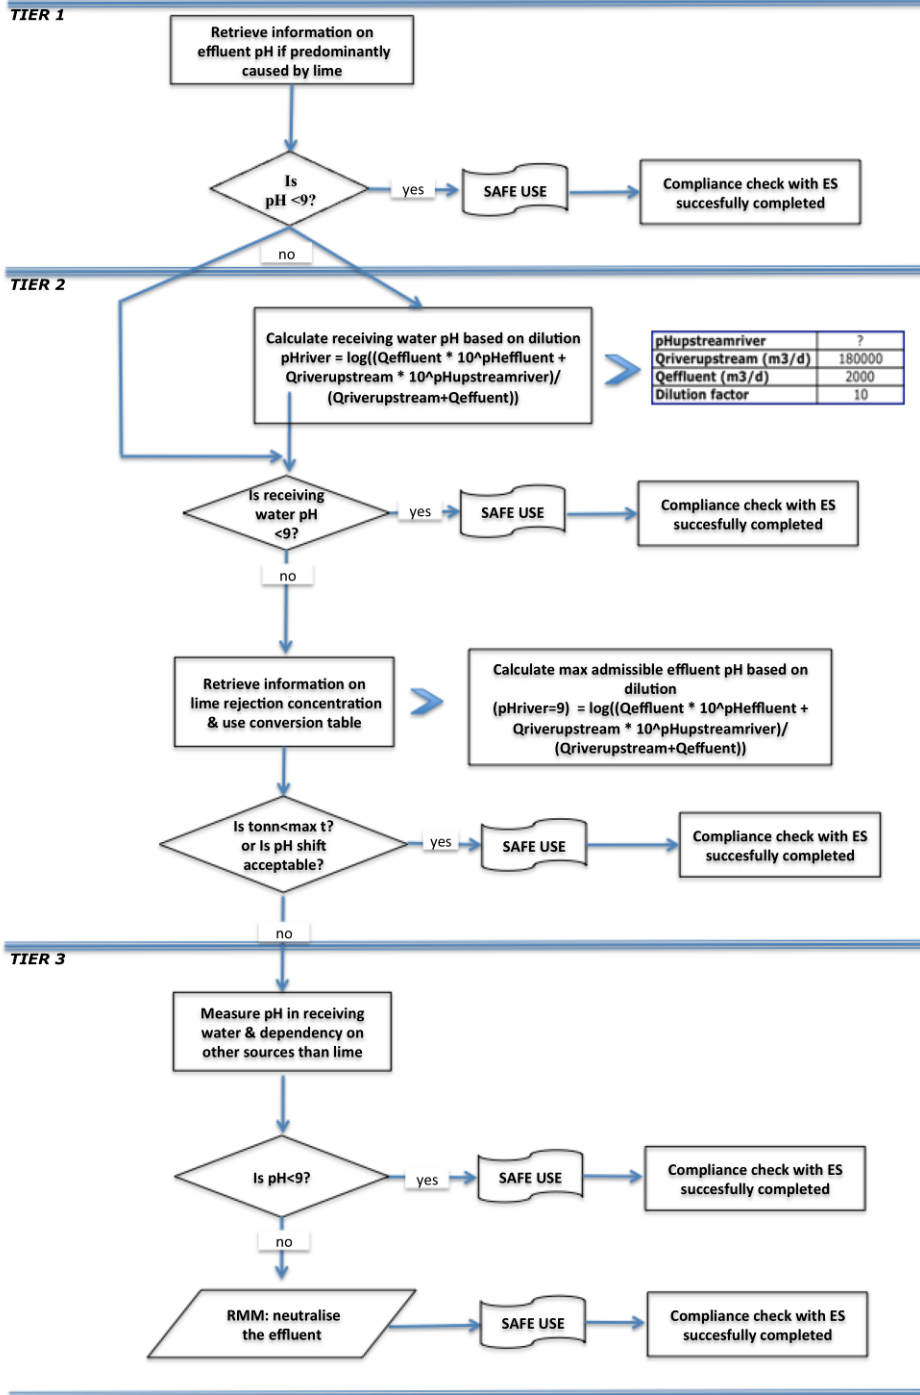 TIER 1
Retrieve information on
effluent pH if predominantly
caused by lime
Is
pH <9?
yes
SAFE USE
Compliance check with ES
succesfully completed
no
TIER 2
Calculate receiving water pH based on dilution
pHriver = log((Qeffluent * 10^pHeffluent +
Qriverupstream * 10^pHupstreamriver)/
(Qriverupstream+Qeffuent))
pHupstreamriver ?
Qriverupstream (m3/d) 180000
Qeffluent (m3/d) 2000
Dilution factor 10
Is receiving
water pH
<9?
yes
SAFE USE
Compliance check with ES
succesfully completed
no
Retrieve information on
lime rejection concentration
& use conversion table
Calculate max admissible effluent pH based on
dilution
(pHriver=9) = log((Qeffluent * 10^pHeffluent +
Qriverupstream * 10^pHupstreamriver)/
(Qriverupstream+Qeffuent))
Is tonn<max t?
or Is pH shift
acceptable?
yes
SAFE USE
Compliance check with ES
succesfully completed
no
TIER 3
Measure pH in receiving
water & dependency on
other sources than lime
Is pH<9?
yes
SAFE USE
Compliance check with ES
succesfully completed
no
RMM: neutralise
the effluent
SAFE USE
Compliance check with ES
succesfully completed